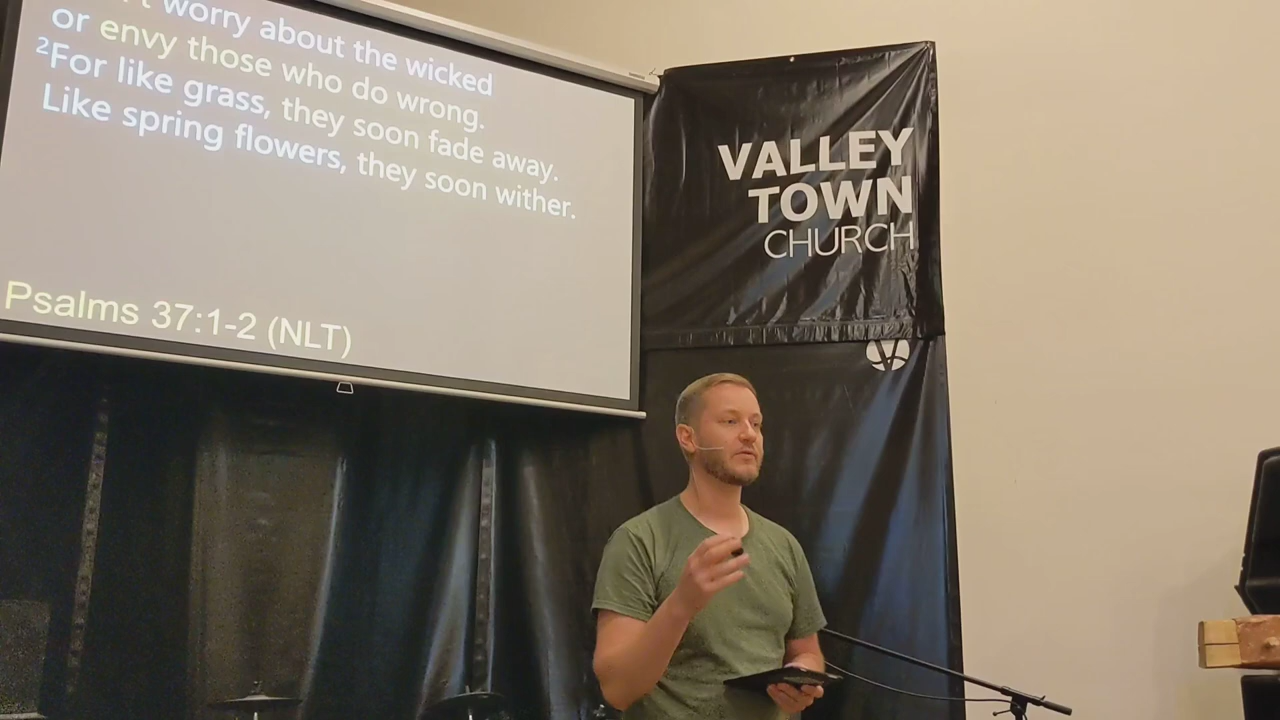 worry about the wicked
or envy those who do wrong.
²For like grass, they soon fade away.
Like spring flowers, they soon wither.
Psalms 37:1-2 (NLT)
VALLEY
TOWN
CHURCH